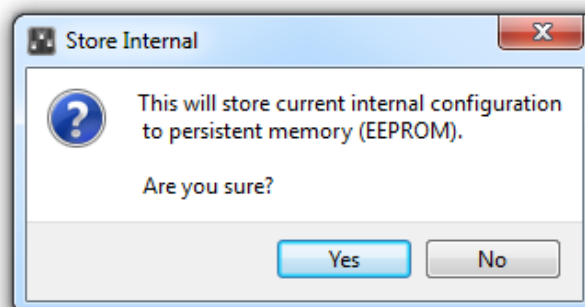 Store Internal
This will store current internal configuration
to persistent memory (EEPROM).
Are you sure?
Yes
No